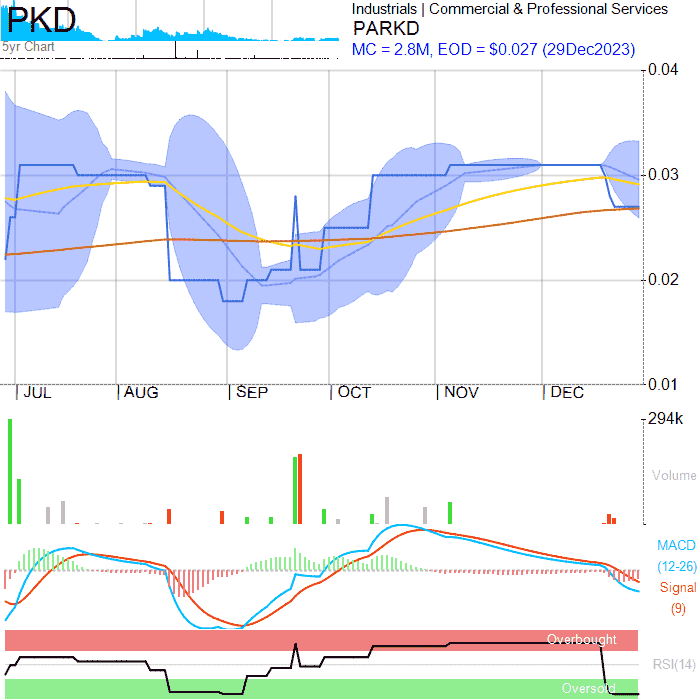 PKD
5yr Chart
Industrials | Commercial & Professional Services
PARKD
MC = 2.8M, EOD = $0.027 (29Dec2023)
0.04
0.03
0.02
0.01
JUL AUG SEP OCT NOV DEC
294k
Volume
MACD
(12-26)
Signal
(9)
Overbought
RSI(14)
Oversold